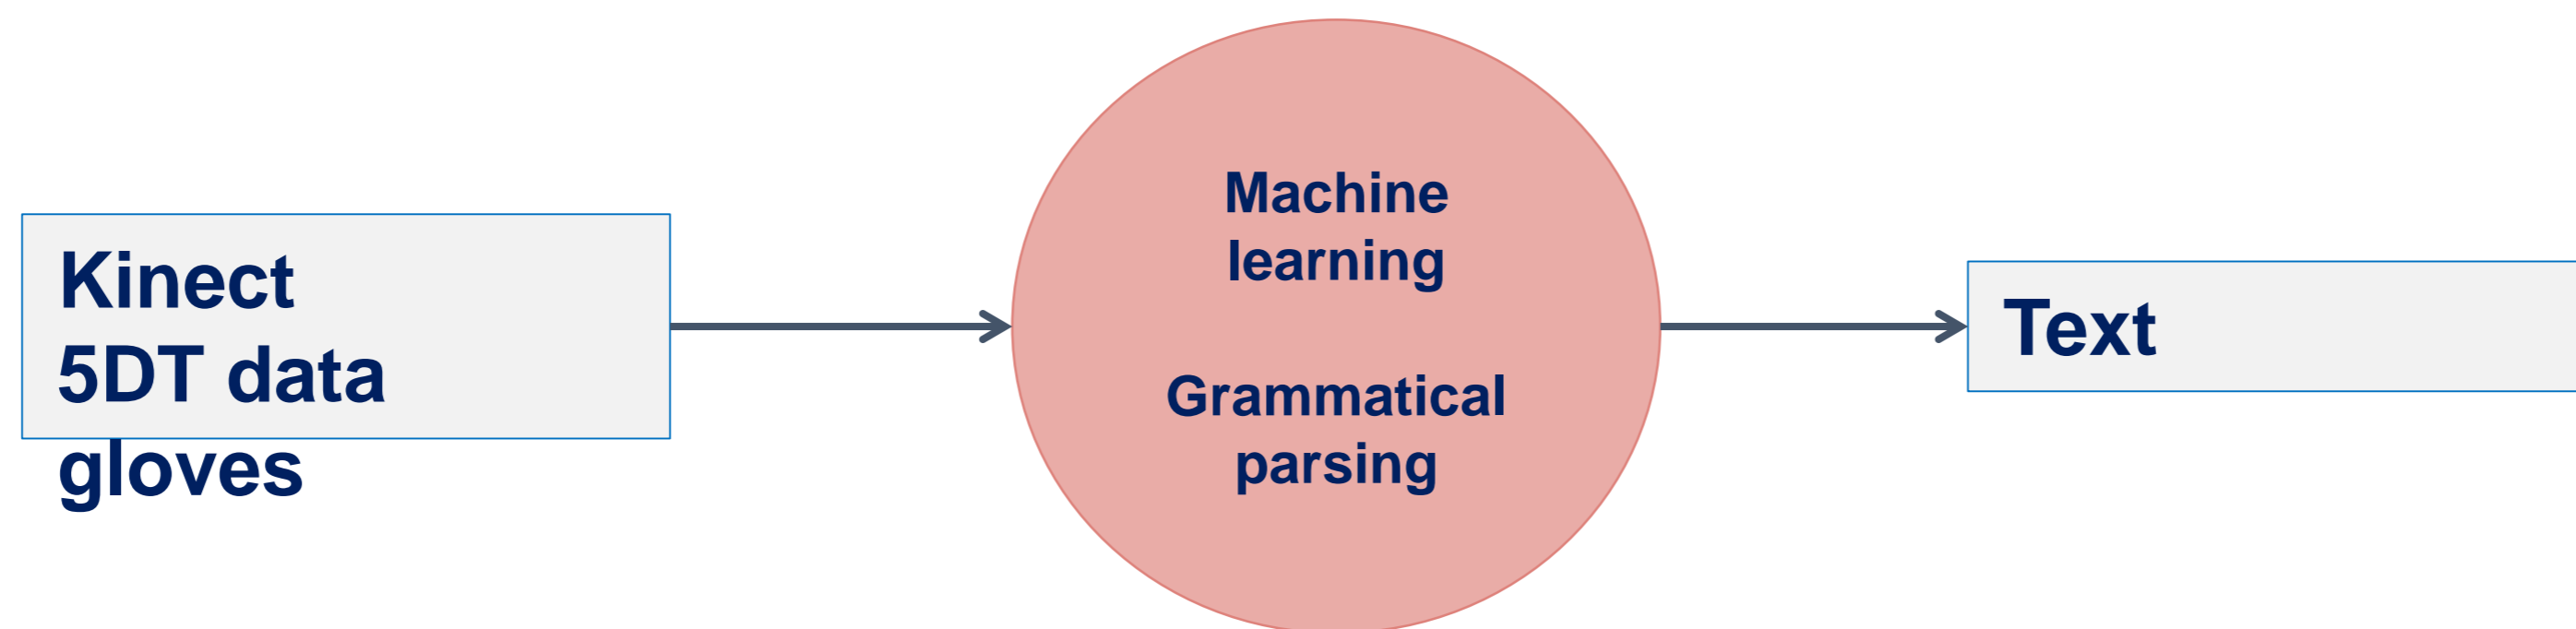 Kinect
5DT data
gloves
Machine
learning
Grammatical
parsing
Text